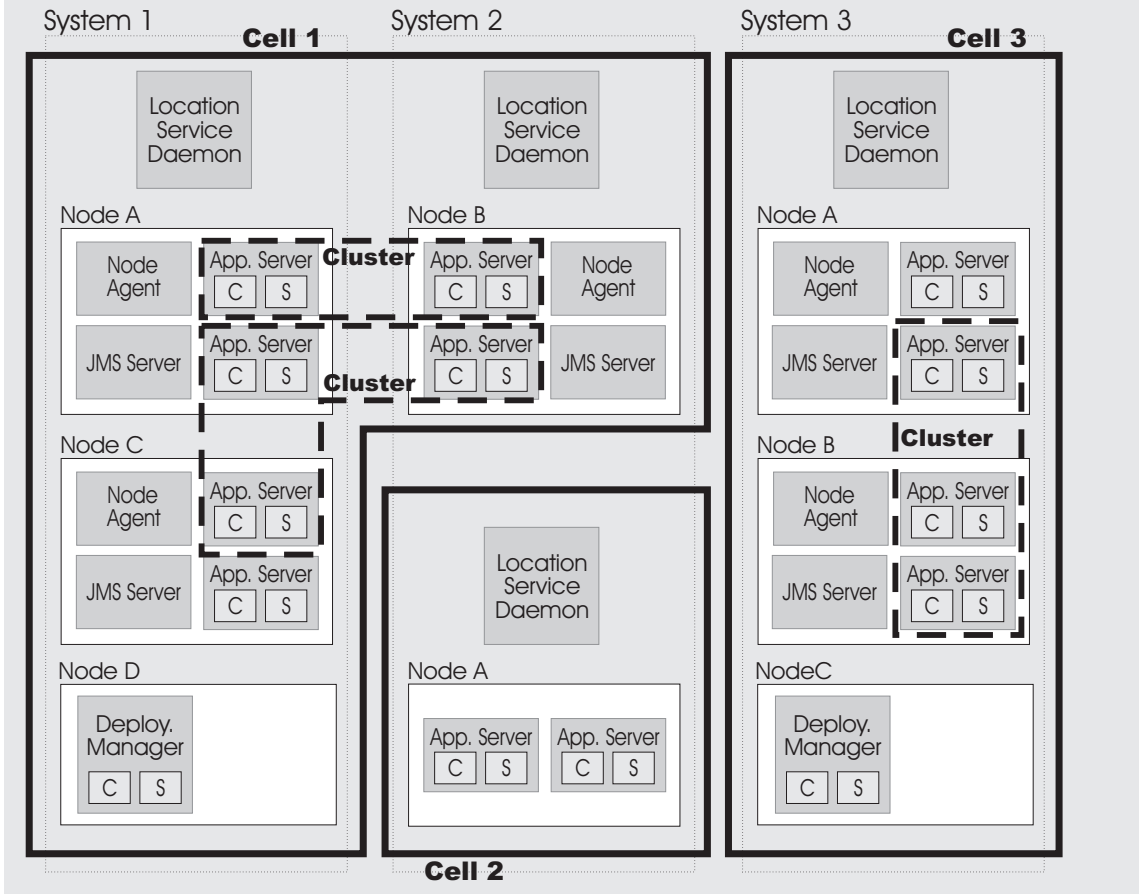 System 1
System 2
System 3
Cell 1
Cell 3
Location
Service
Daemon
Location
Service
Daemon
Location
Service
Daemon
Node A
Node
Agent
App. Server
C S
JMS Server
App. Server
C S
Cluster
Cluster
Node B
App. Server
C S
Node
Agent
App. Server
C S
JMS Server
Node A
Node
Agent
App. Server
C S
JMS Server
App. Server
C S
Cluster
Node C
Node
Agent
App. Server
C S
JMS Server
App. Server
C S
Location
Service
Daemon
Node B
Node
Agent
App. Server
C S
JMS Server
App. Server
C S
Node D
Deploy.
Manager
C S
Node A
App. Server
C S
App. Server
C S
NodeC
Deploy.
Manager
C S
Cell 2